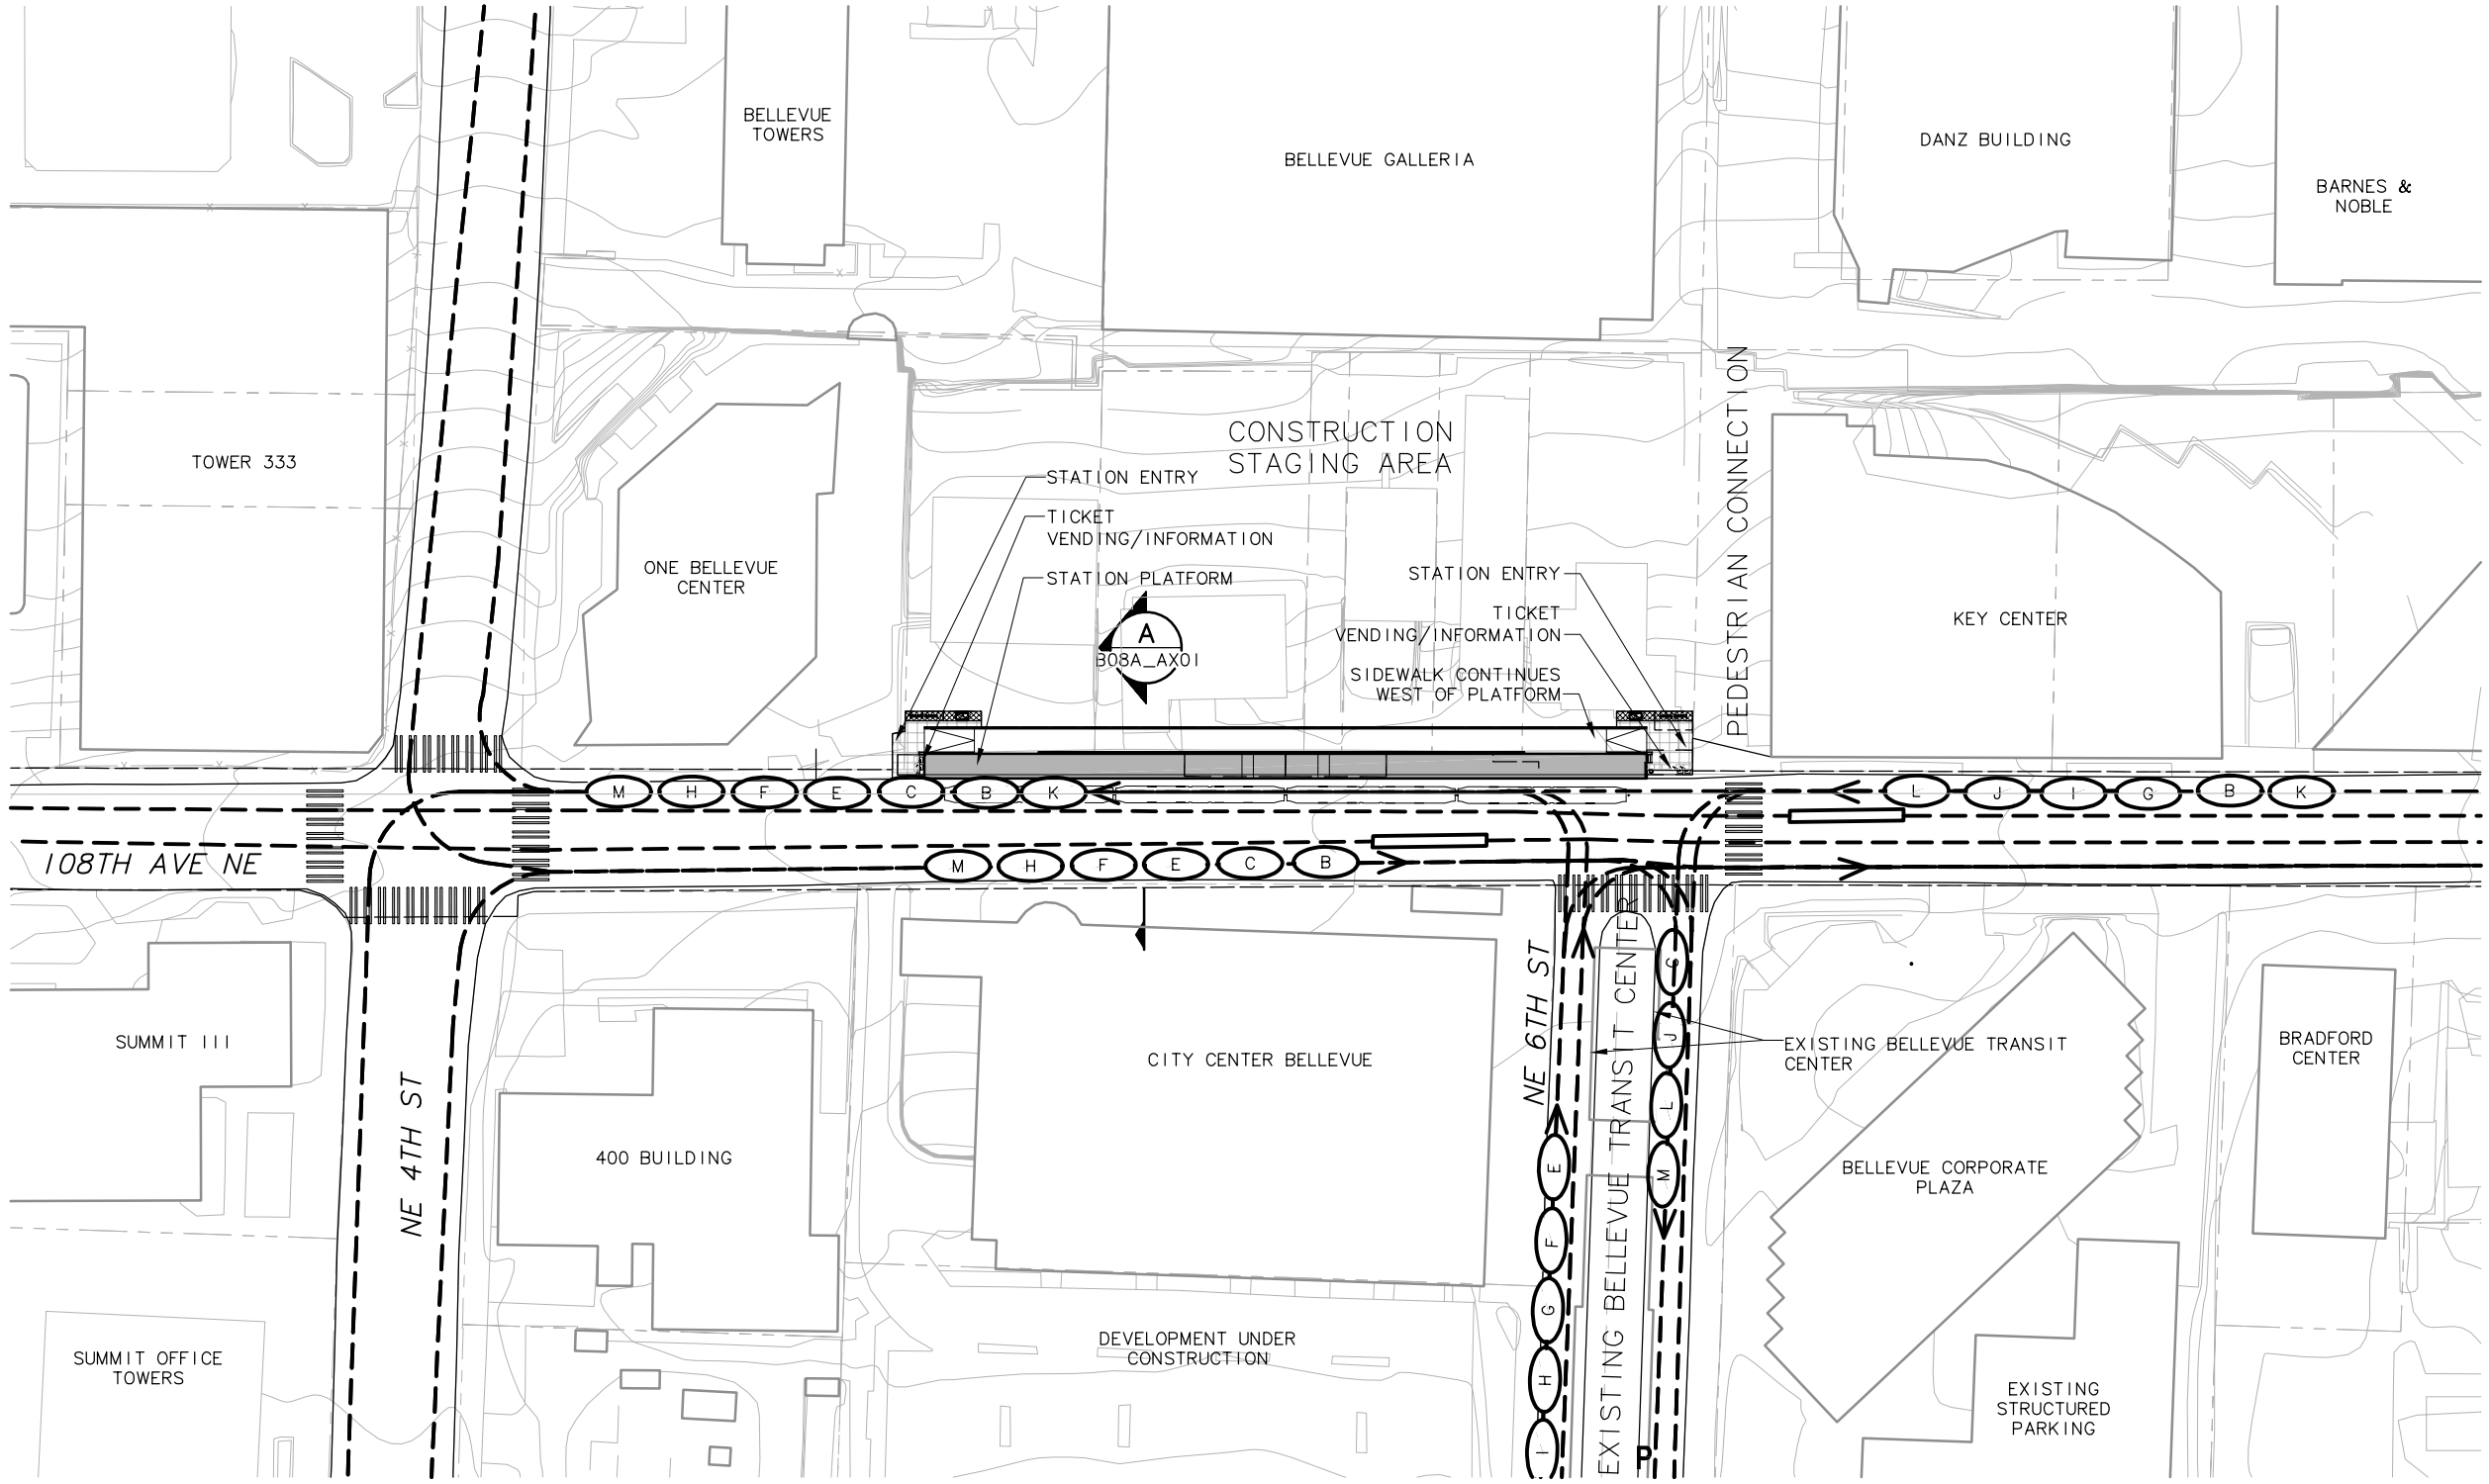 BELLEVUE
TOWERS
BELLEVUE GALLERIA
DANZ BUILDING
BARNES &
NOBLE
TOWER 333
ONE BELLEVUE
CENTER
CONSTRUCTION
STAGING AREA
STATION ENTRY
TICKET
VENDING/INFORMATION
STATION PLATFORM
A
B08A_AX01
STATION ENTRY
TICKET
VENDING/INFORMATION
SIDEWALK CONTINUES
WEST OF PLATFORM
PEDESTRIAN CONNECTION
KEY CENTER
M H F E C B K
L J I G B K
108TH AVE NE
M H F E C B
SUMMIT III
NE 4TH ST
400 BUILDING
CITY CENTER BELLEVUE
NE 6TH ST
EXISTING BELLEVUE TRANSIT CENTER
G J L M
E F G H I
P
EXISTING BELLEVUE TRANSIT
CENTER
BELLEVUE CORPORATE
PLAZA
BRADFORD
CENTER
SUMMIT OFFICE
TOWERS
DEVELOPMENT UNDER
CONSTRUCTION
EXISTING
STRUCTURED
PARKING